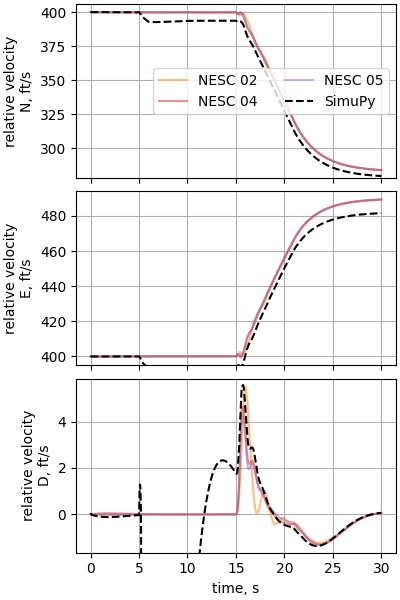 400
375
350
325
300
relative velocity
N, ft/s
NESC 02
NESC 04
NESC 05
SimuPy
480
460
440
420
400
relative velocity
E, ft/s
4
2
0
relative velocity
D, ft/s
0 5 10 15 20 25 30
time, s